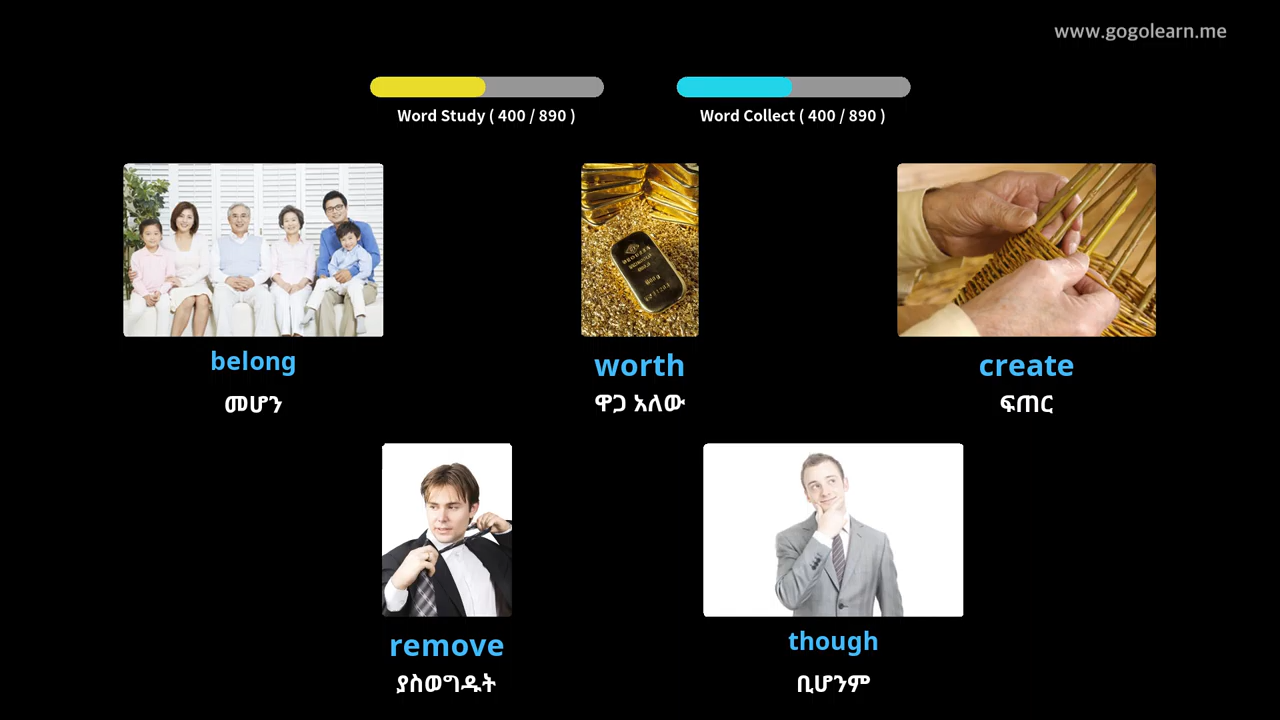 www.gogolearn.me
Word Study ( 400 / 890 )
Word Collect ( 400 / 890 )
belong
መሆን
worth
ዋጋ አለው
create
ፍጠር
remove
ያስወግዱት
though
ቢሆንም